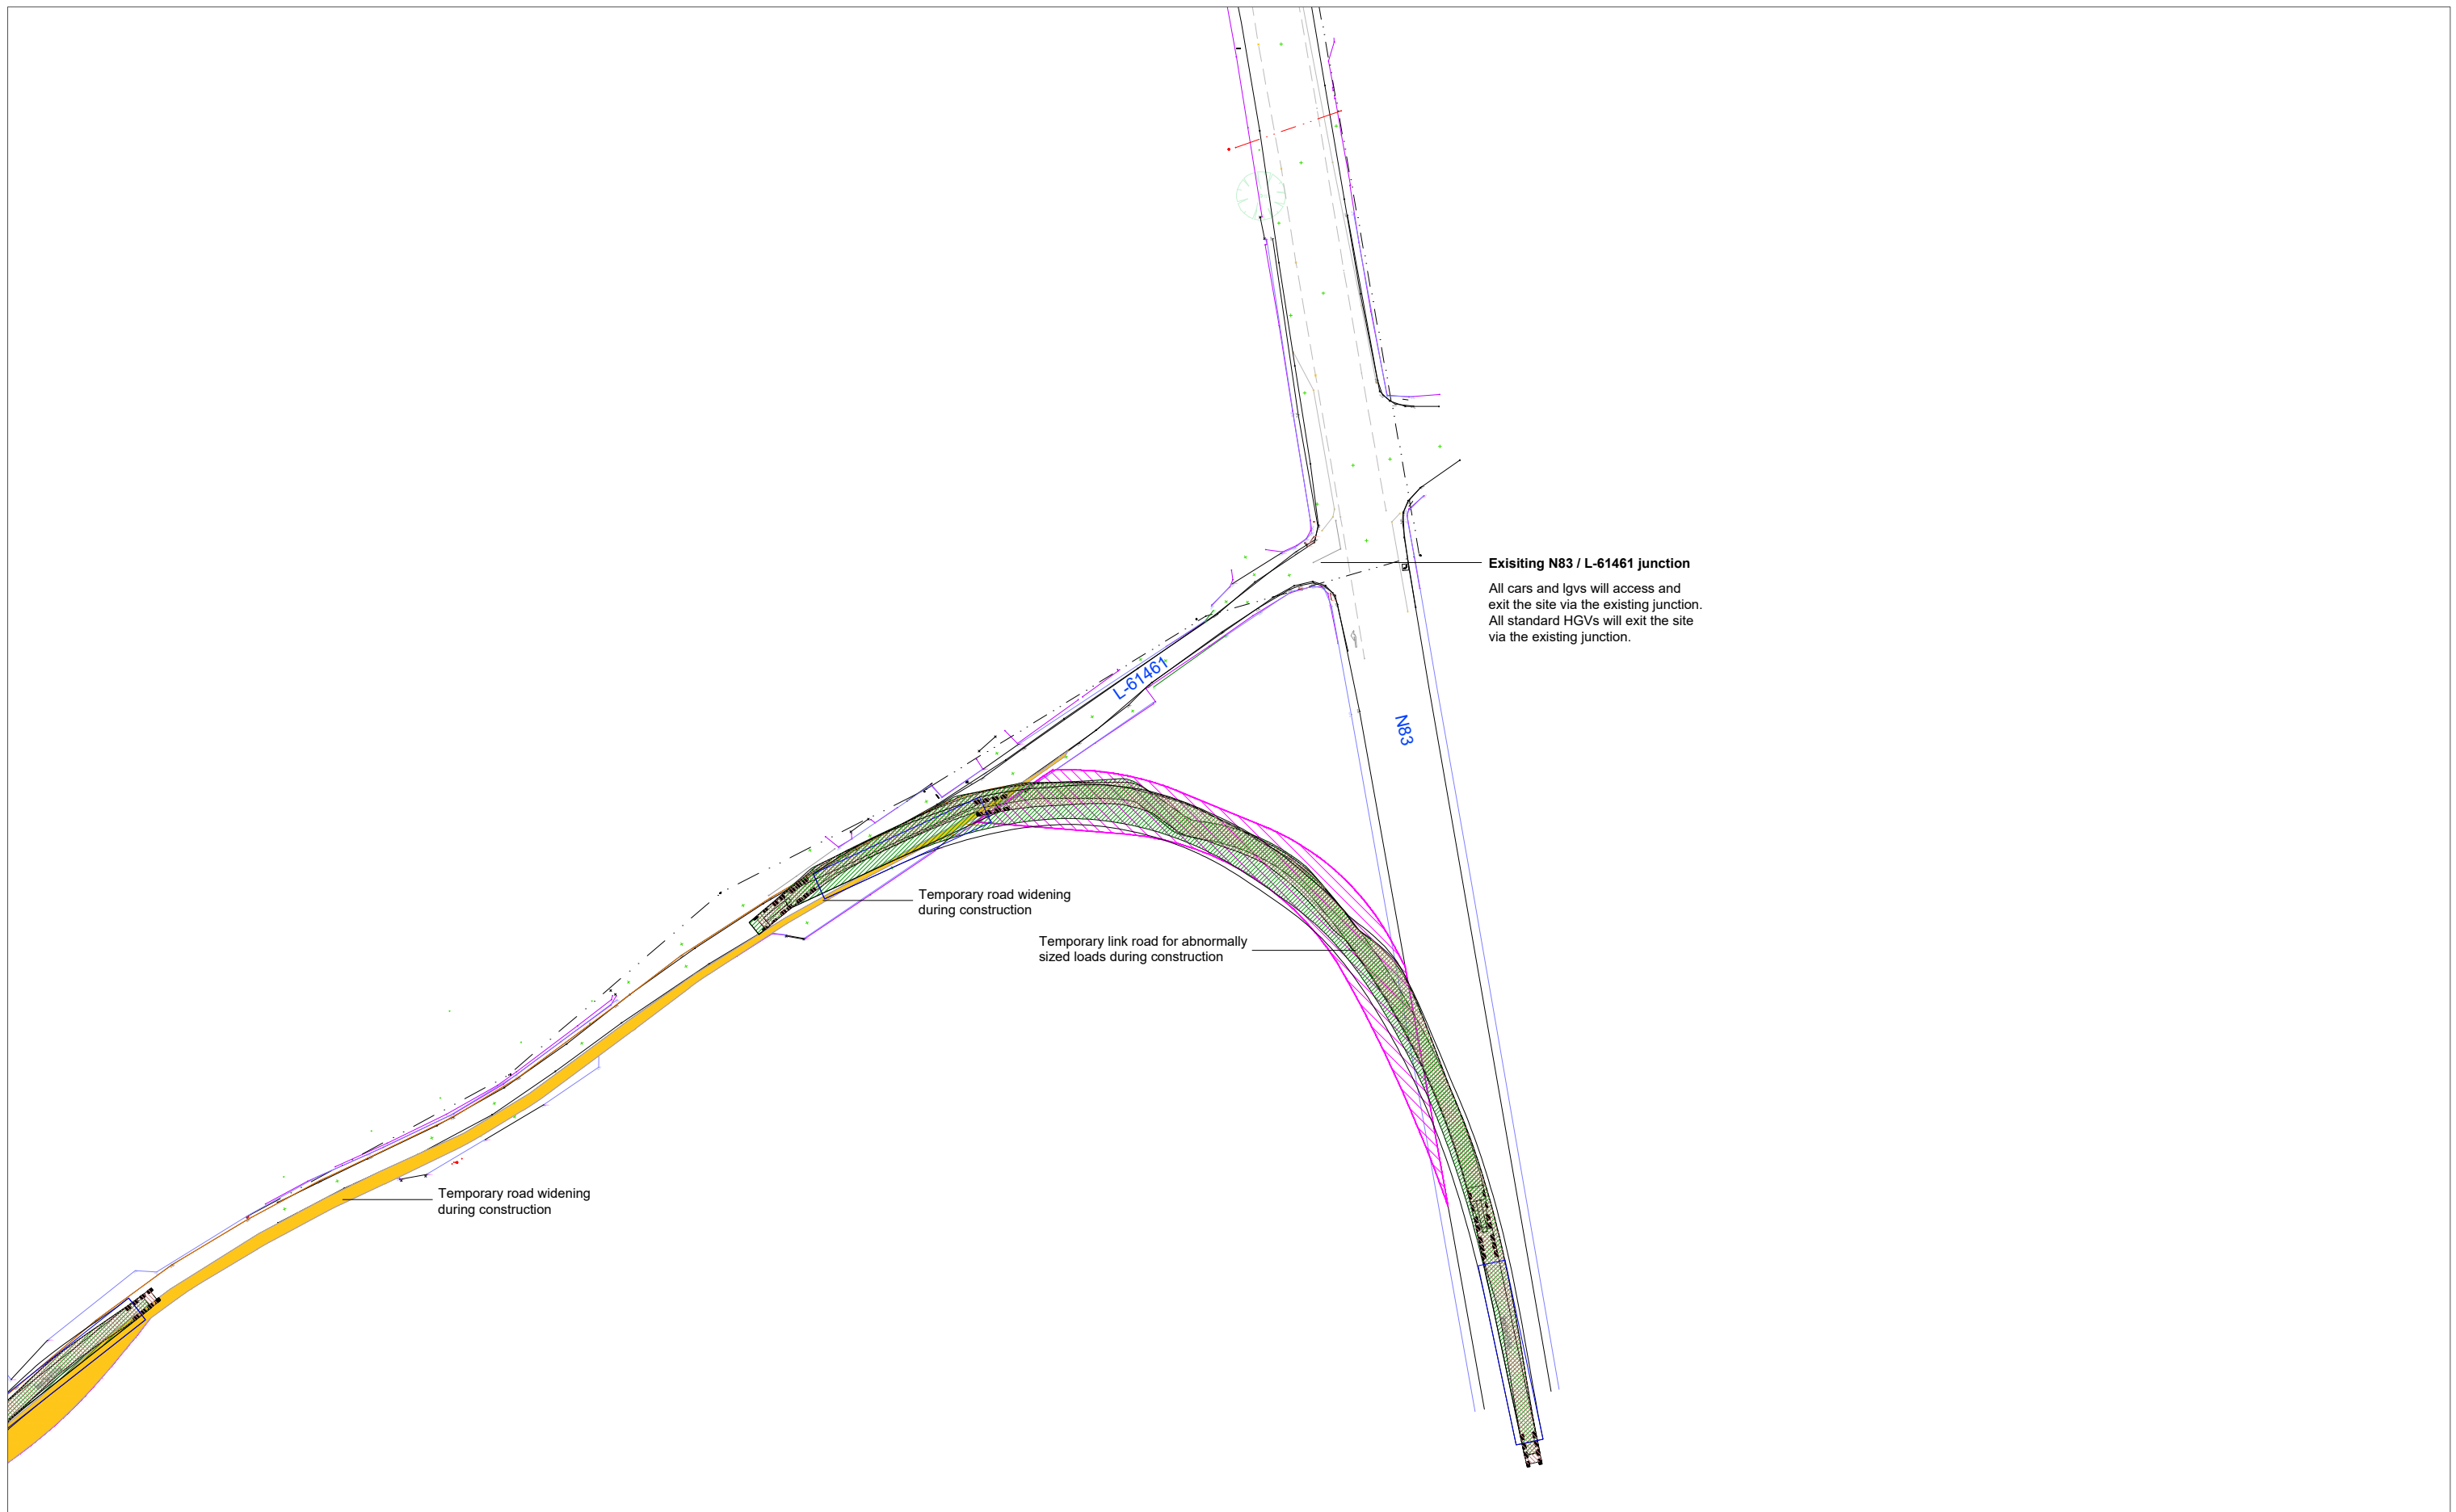 Exisiting N83 / L-61461 junction
All cars and lgvs will access and
exit the site via the existing junction.
All standard HGVs will exit the site
via the existing junction.
L-61461
N83
Temporary road widening
during construction
Temporary link road for abnormally
sized loads during construction
Temporary road widening
during construction